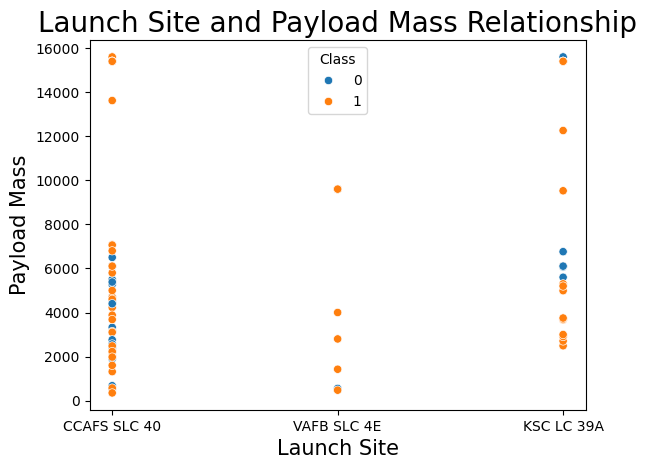 Launch Site and Payload Mass Relationship
Class
0
1
16000
14000
12000
10000
8000
6000
4000
2000
0
Payload Mass
CCAFS SLC 40
VAFB SLC 4E
KSC LC 39A
Launch Site